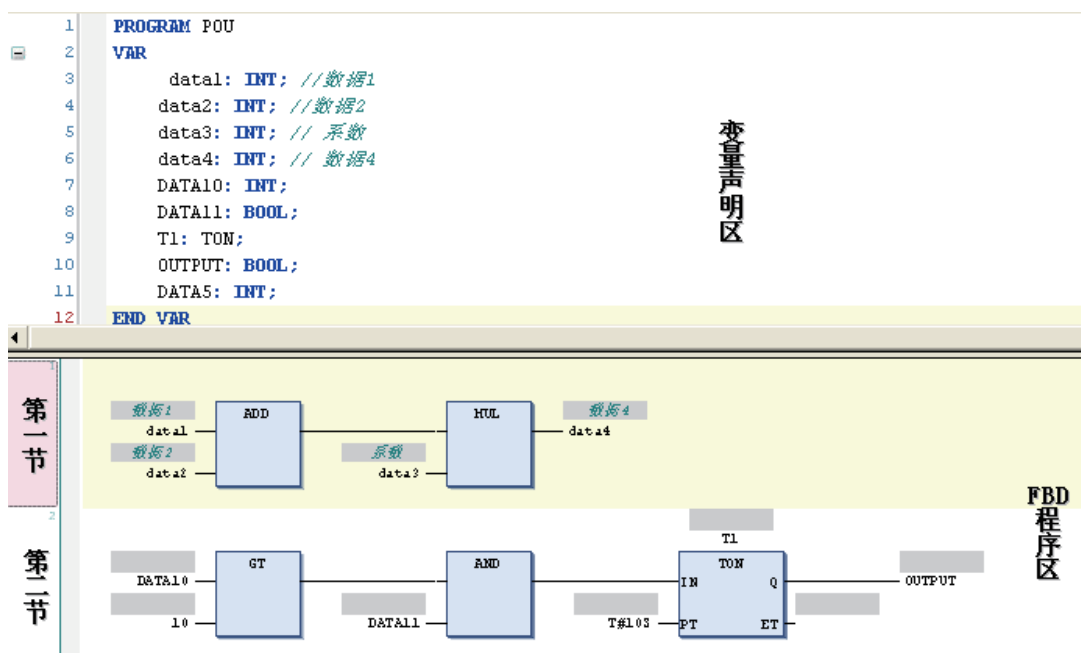 1 PROGRAM POU
2 VAR
3 data1: INT; //数据1
4 data2: INT; //数据2
5 data3: INT; // 系数
6 data4: INT; // 数据4
7 DATA10: INT;
8 DATA11: BOOL;
9 T1: TON;
10 OUTPUT: BOOL;
11 DATA5: INT;
12 END_VAR
变量声明区
1
第一节
数据1
data1
数据2
data2
ADD
系数
data3
MUL
数据4
data4
FBD
程序区
2
第二节
DATA10
10
GT
DATA11
AND
T1
TON
IN Q
T#10S
PT ET
OUTPUT